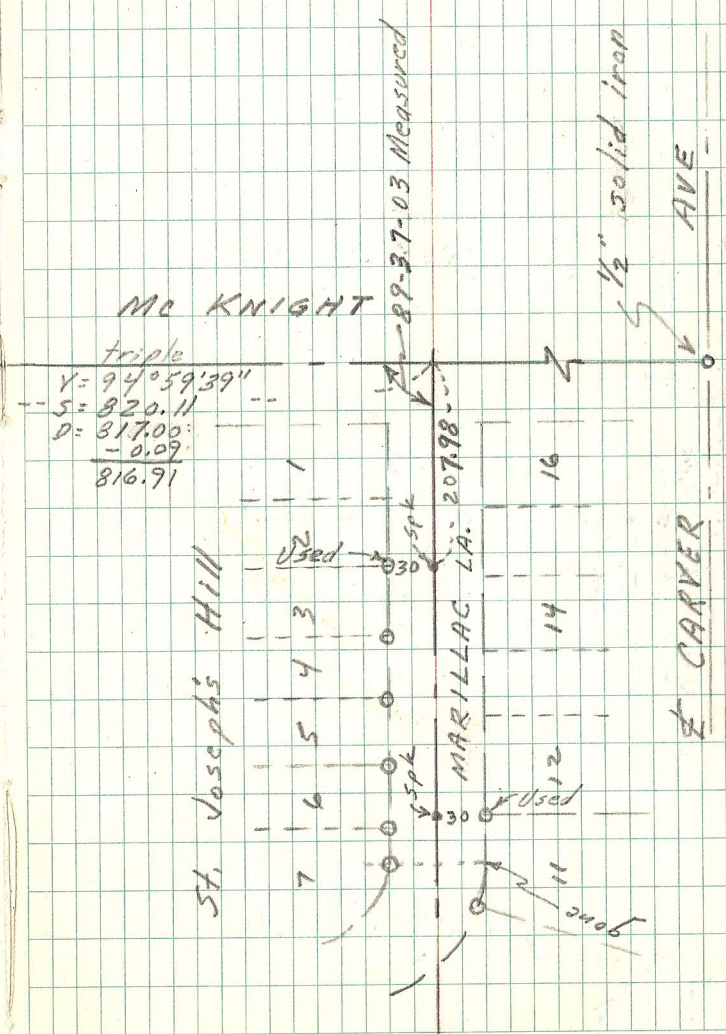 Mc KNIGHT
triple
V= 94°59'39"
S= 820.11
D= 817.00
- 0.09
816.91
89-37-03 Measured
1/2" solid iron
℄ CARVER AVE
207.98
Spk
30
Used
MARILLAC LA.
St. Joseph's Hill
1
2
3
4
5
6
7
16
14
12
11
Spk
30
Used
gone